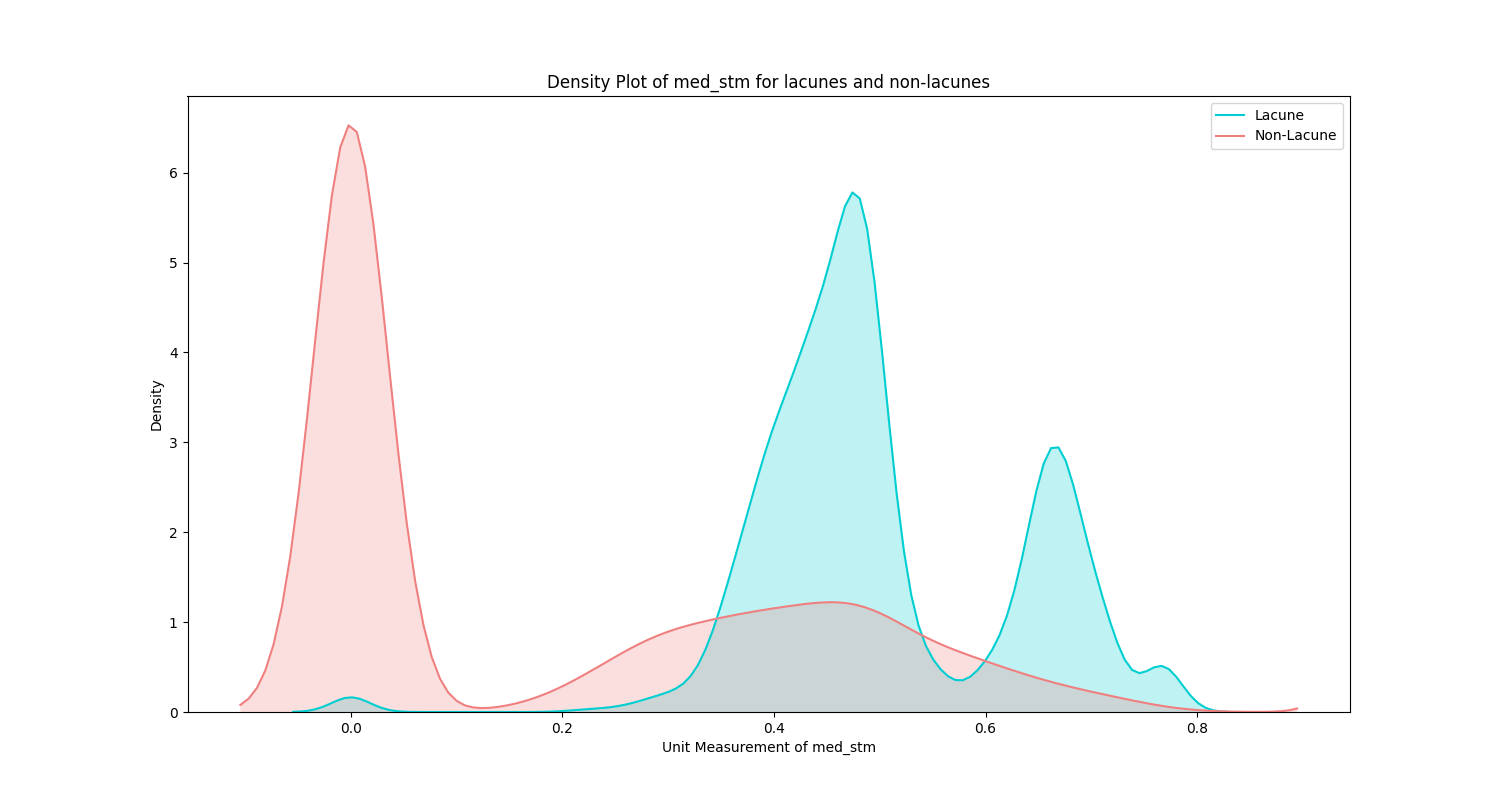 Density Plot of med_stm for lacunes and non-lacunes
Lacune
Non-Lacune
6
5
4
3
2
1
0
Density
0.0 0.2 0.4 0.6 0.8
Unit Measurement of med_stm